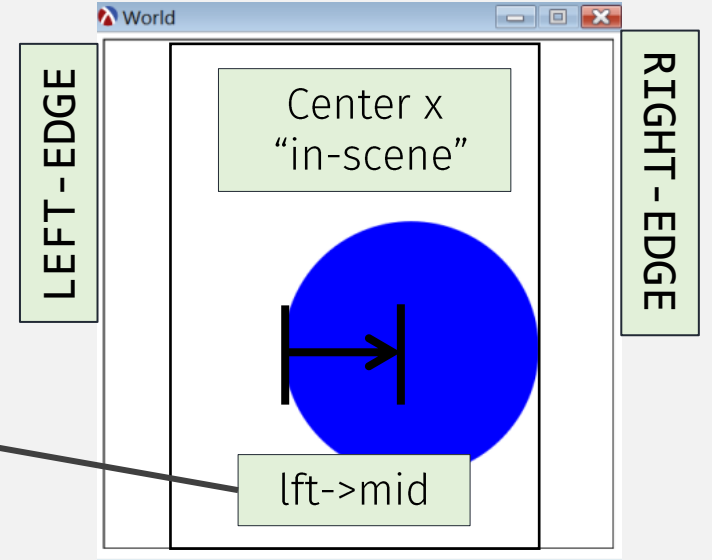 World
LEFT-EDGE
Center x
“in-scene”
RIGHT-EDGE
lft->mid